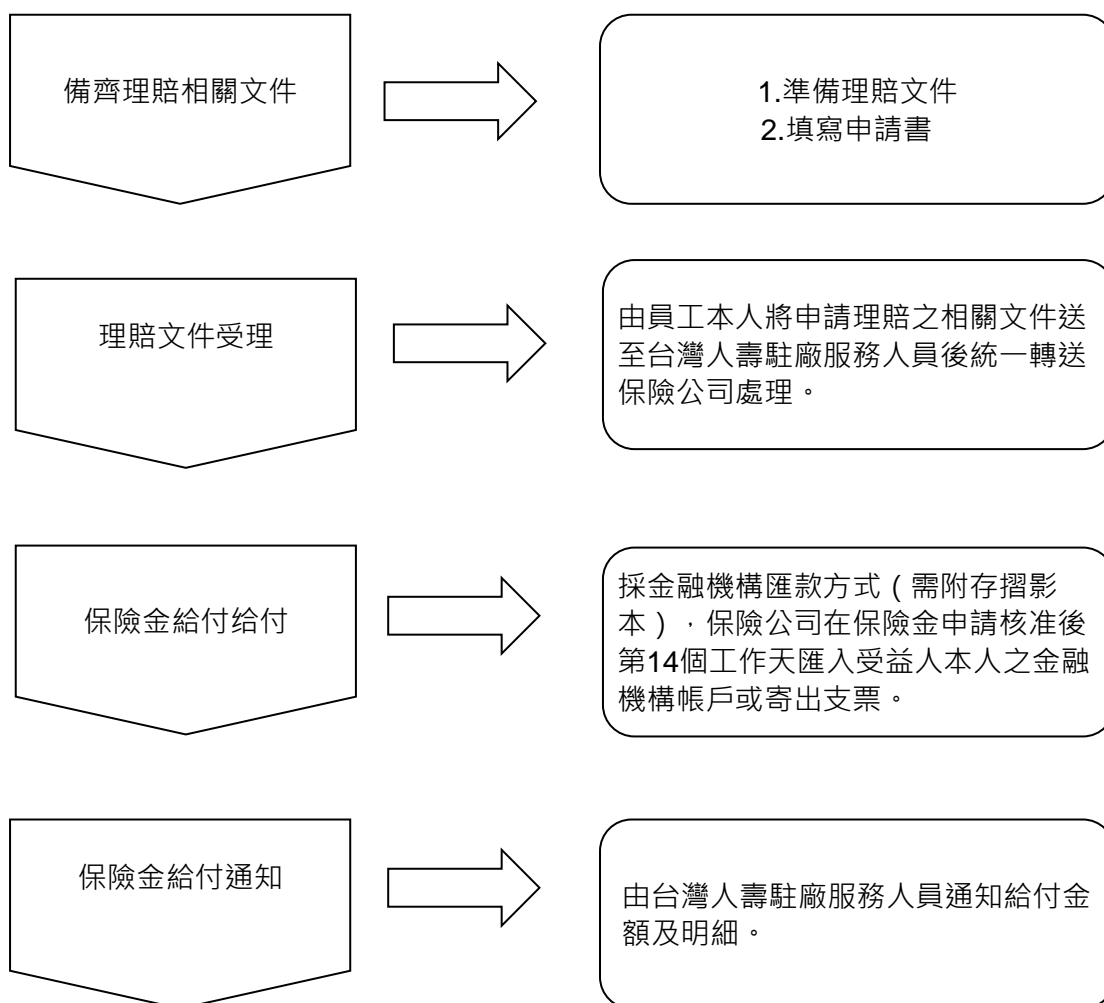 備齊理賠相關文件
1.準備理賠文件
2.填寫申請書
理賠文件受理
由員工本人將申請理賠之相關文件送
至台灣人壽駐廠服務人員後統一轉送
保險公司處理。
保險金給付给付
採金融機構匯款方式（需附存摺影
本），保險公司在保險金申請核准後
第14個工作天匯入受益人本人之金融
機構帳戶或寄出支票。
保險金給付通知
由台灣人壽駐廠服務人員通知給付金
額及明細。